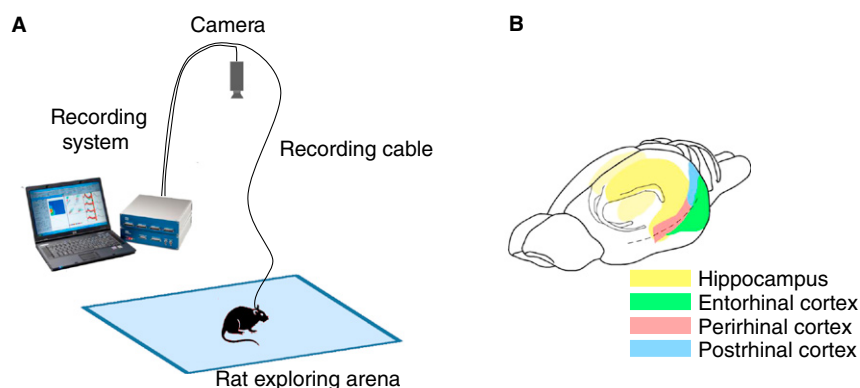 A
Camera
Recording
system
Recording cable
Rat exploring arena
B
Hippocampus
Entorhinal cortex
Perirhinal cortex
Postrhinal cortex